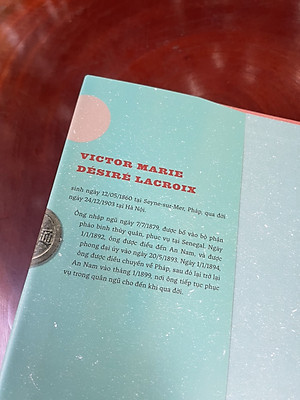 VICTOR MARIE
DÉSIRÉ LACROIX
sinh ngày 12/05/1860 tại Seyne-sur-Mer, Pháp, qua đời
ngày 24/12/1903 tại Hà Nội.
Ông nhập ngũ ngày 7/7/1879, được bổ vào bộ phận
pháo binh thủy quân, phục vụ tại Senegal. Ngày
1/1/1892, ông được điều đến An Nam, và được
phong đại úy vào ngày 20/5/1893. Ngày 1/1/1894,
ông được điều chuyển về Pháp, sau đó lại trở lại
An Nam vào tháng 1/1899, nơi ông tiếp tục phục
vụ trong quân ngũ cho đến khi qua đời.